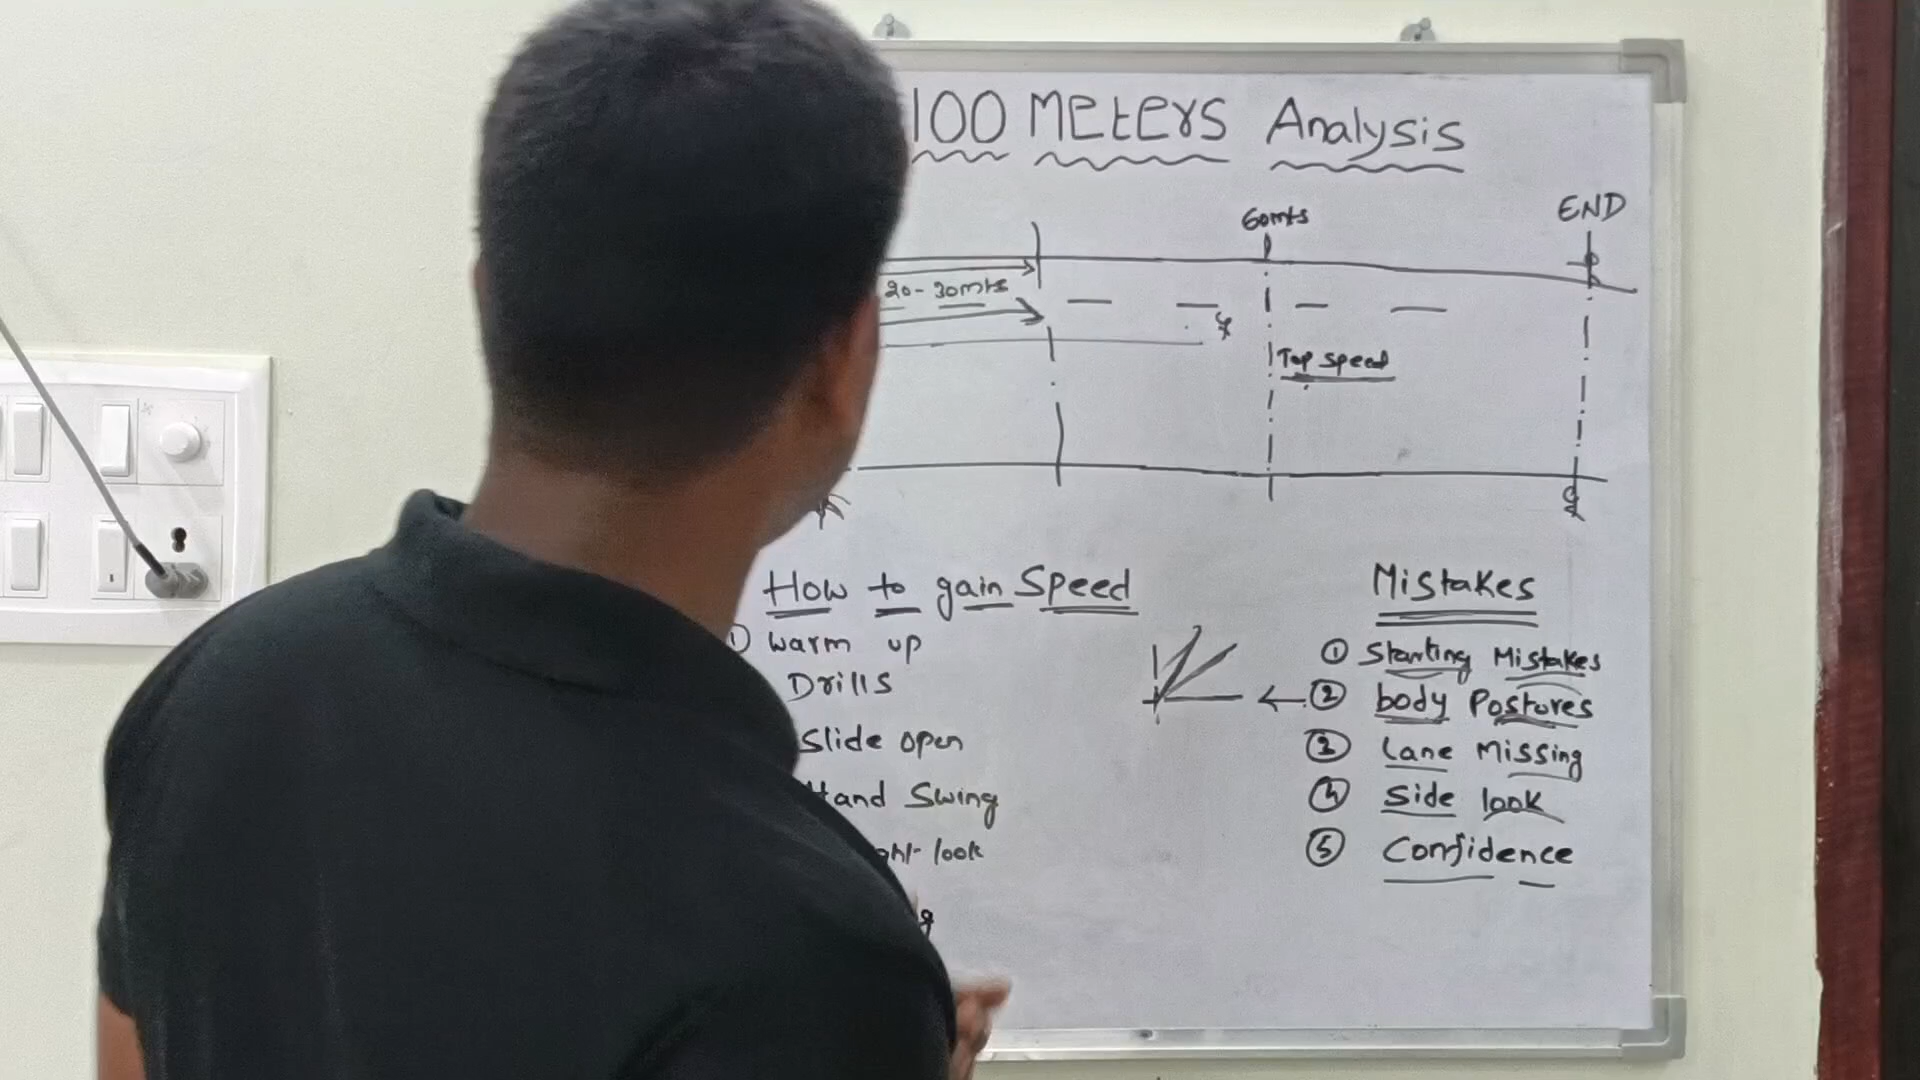 100 Meters Analysis
END
60mts
20-30mts
Top speed
How to gain Speed
① Warm up
Drills
Slide open
Hand Swing
look
Mistakes
① Starting Mistakes
② body Postures
③ Lane Missing
④ Side look
⑤ Confidence